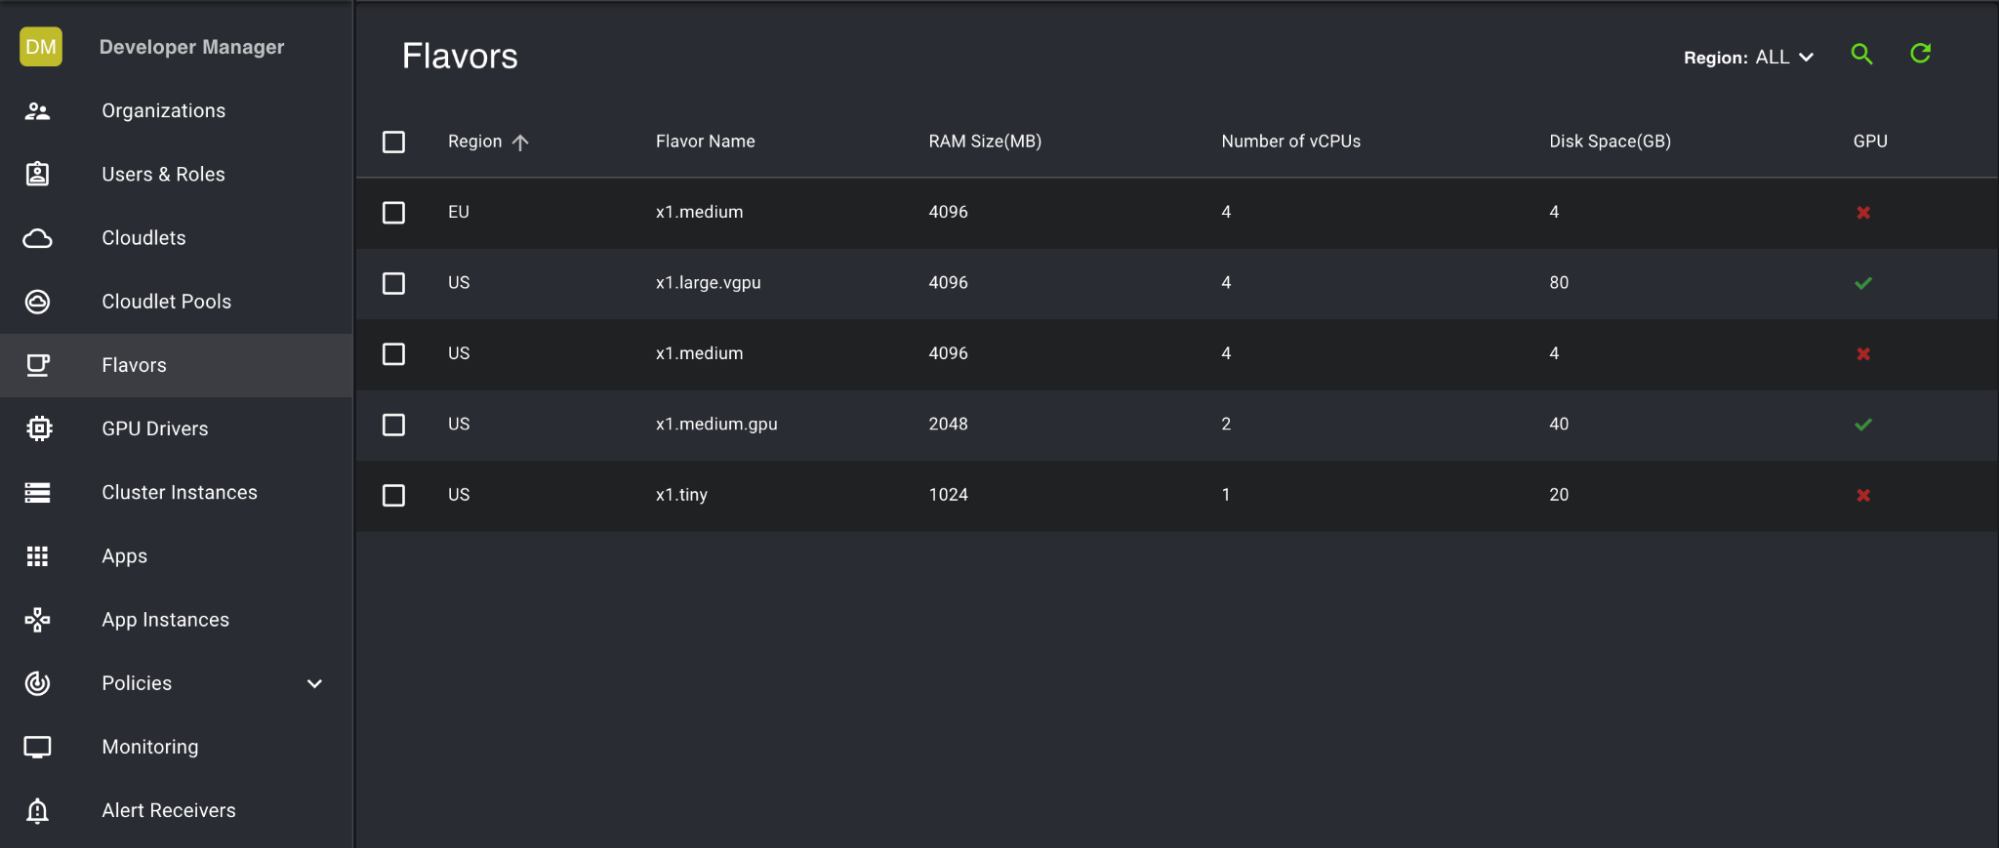 DM Developer Manager
Organizations
Users & Roles
Cloudlets
Cloudlet Pools
Flavors
GPU Drivers
Cluster Instances
Apps
App Instances
Policies
Monitoring
Alert Receivers
Flavors
Region: ALL
Region Flavor Name RAM Size(MB) Number of vCPUs Disk Space(GB) GPU
EU x1.medium 4096 4 4
US x1.large.vgpu 4096 4 80
US x1.medium 4096 4 4
US x1.medium.gpu 2048 2 40
US x1.tiny 1024 1 20